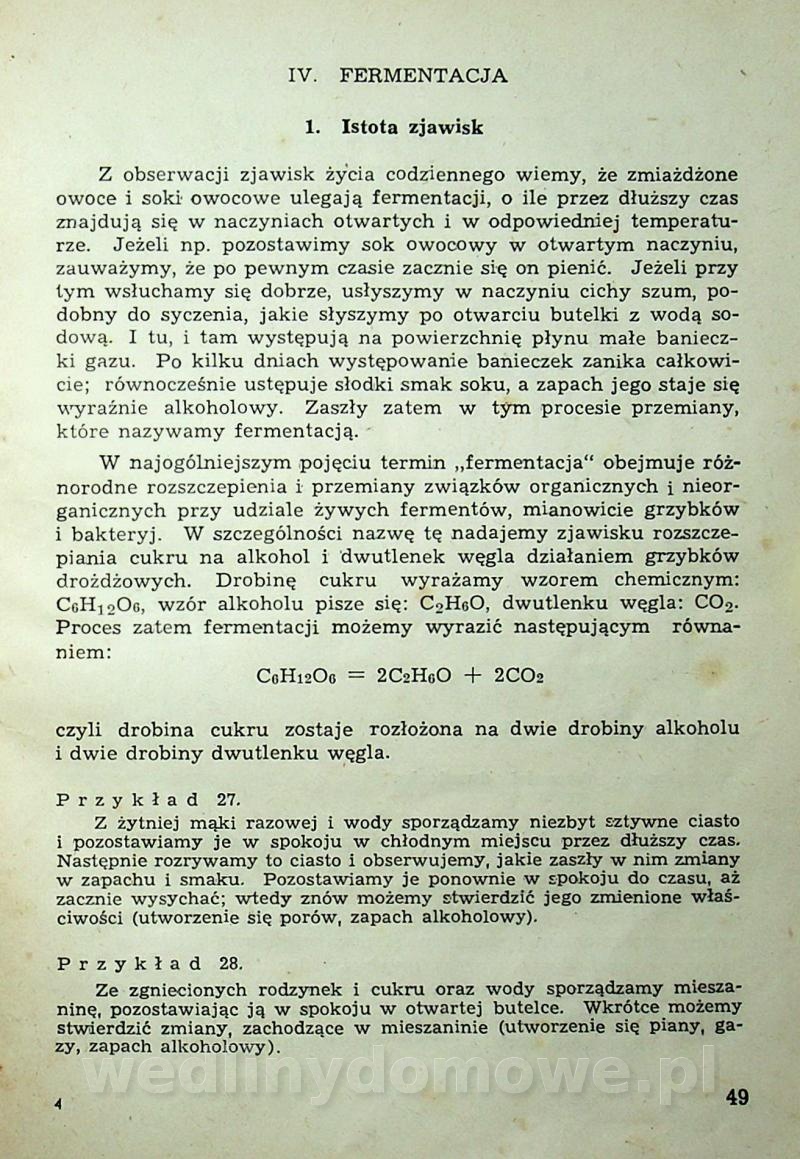 IV. FERMENTACJA
1. Istota zjawisk
Z obserwacji zjawisk życia codziennego wiemy, że zmiażdżone
owoce i soki owocowe ulegają fermentacji, o ile przez dłuższy czas
znajdują się w naczyniach otwartych i w odpowiedniej temperatu-
rze. Jeżeli np. pozostawimy sok owocowy w otwartym naczyniu,
zauważymy, że po pewnym czasie zacznie się on pienić. Jeżeli przy
tym wsłuchamy się dobrze, usłyszymy w naczyniu cichy szum, po-
dobny do syczenia, jakie słyszymy po otwarciu butelki z wodą so-
dową. I tu, i tam występują na powierzchnię płynu małe baniecz-
ki gazu. Po kilku dniach występowanie banieczek zanika całkowi-
cie; równocześnie ustępuje słodki smak soku, a zapach jego staje się
wyraźnie alkoholowy. Zaszły zatem w tym procesie przemiany,
które nazywamy fermentacją.
W najogólniejszym pojęciu termin „fermentacja“ obejmuje róż-
norodne rozszczepienia i przemiany związków organicznych i nieor-
ganicznych przy udziale żywych fermentów, mianowicie grzybków
i bakteryj. W szczególności nazwę tę nadajemy zjawisku rozszcze-
piania cukru na alkohol i dwutlenek węgla działaniem grzybków
drożdżowych. Drobinę cukru wyrażamy wzorem chemicznym:
C₆H₁₂O₆, wzór alkoholu pisze się: C₂H₆O, dwutlenku węgla: CO₂.
Proces zatem fermentacji możemy wyrazić następującym równa-
niem:
C₆H₁₂O₆ = 2C₂H₆O + 2CO₂
czyli drobina cukru zostaje rozłożona na dwie drobiny alkoholu
i dwie drobiny dwutlenku węgla.
Przykład 27.
Z żytniej mąki razowej i wody sporządzamy niezbyt sztywne ciasto
i pozostawiamy je w spokoju w chłodnym miejscu przez dłuższy czas.
Następnie rozrywamy to ciasto i obserwujemy, jakie zaszły w nim zmiany
w zapachu i smaku. Pozostawiamy je ponownie w spokoju do czasu, aż
zacznie wysychać; wtedy znów możemy stwierdzić jego zmienione właś-
ciwości (utworzenie się porów, zapach alkoholowy).
Przykład 28.
Ze zgniecionych rodzynek i cukru oraz wody sporządzamy miesza-
ninę, pozostawiając ją w spokoju w otwartej butelce. Wkrótce możemy
stwierdzić zmiany, zachodzące w mieszaninie (utworzenie się piany, ga-
zy, zapach alkoholowy).
wedlinydomowe.pl
4
49